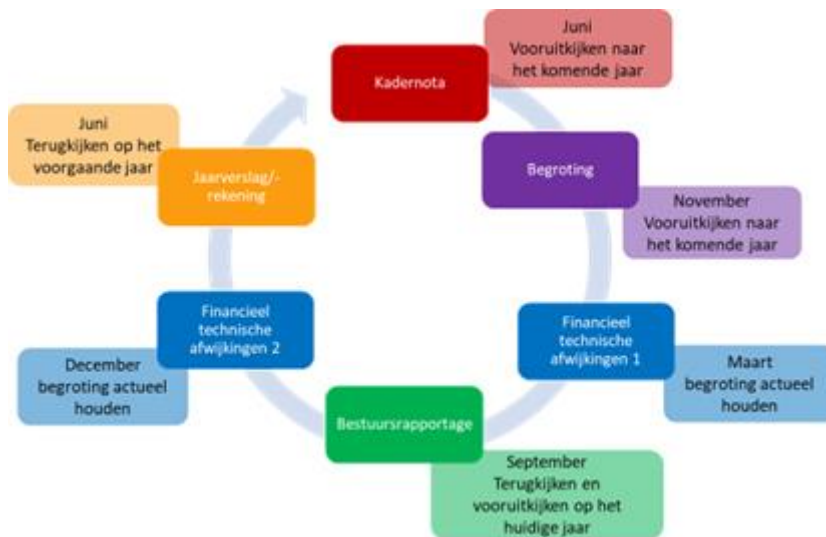 Kadernota
Juni
Vooruitkijken naar
het komende jaar
Begroting
November
Vooruitkijken naar
het komende jaar
Financieel
technische
afwijkingen 1
Maart
begroting actueel
houden
Bestuursrapportage
September
Terugkijken en
vooruitkijken op het
huidige jaar
Financieel
technische
afwijkingen 2
December
begroting actueel
houden
Jaarverslag/-
rekening
Juni
Terugkijken op het
voorgaande jaar